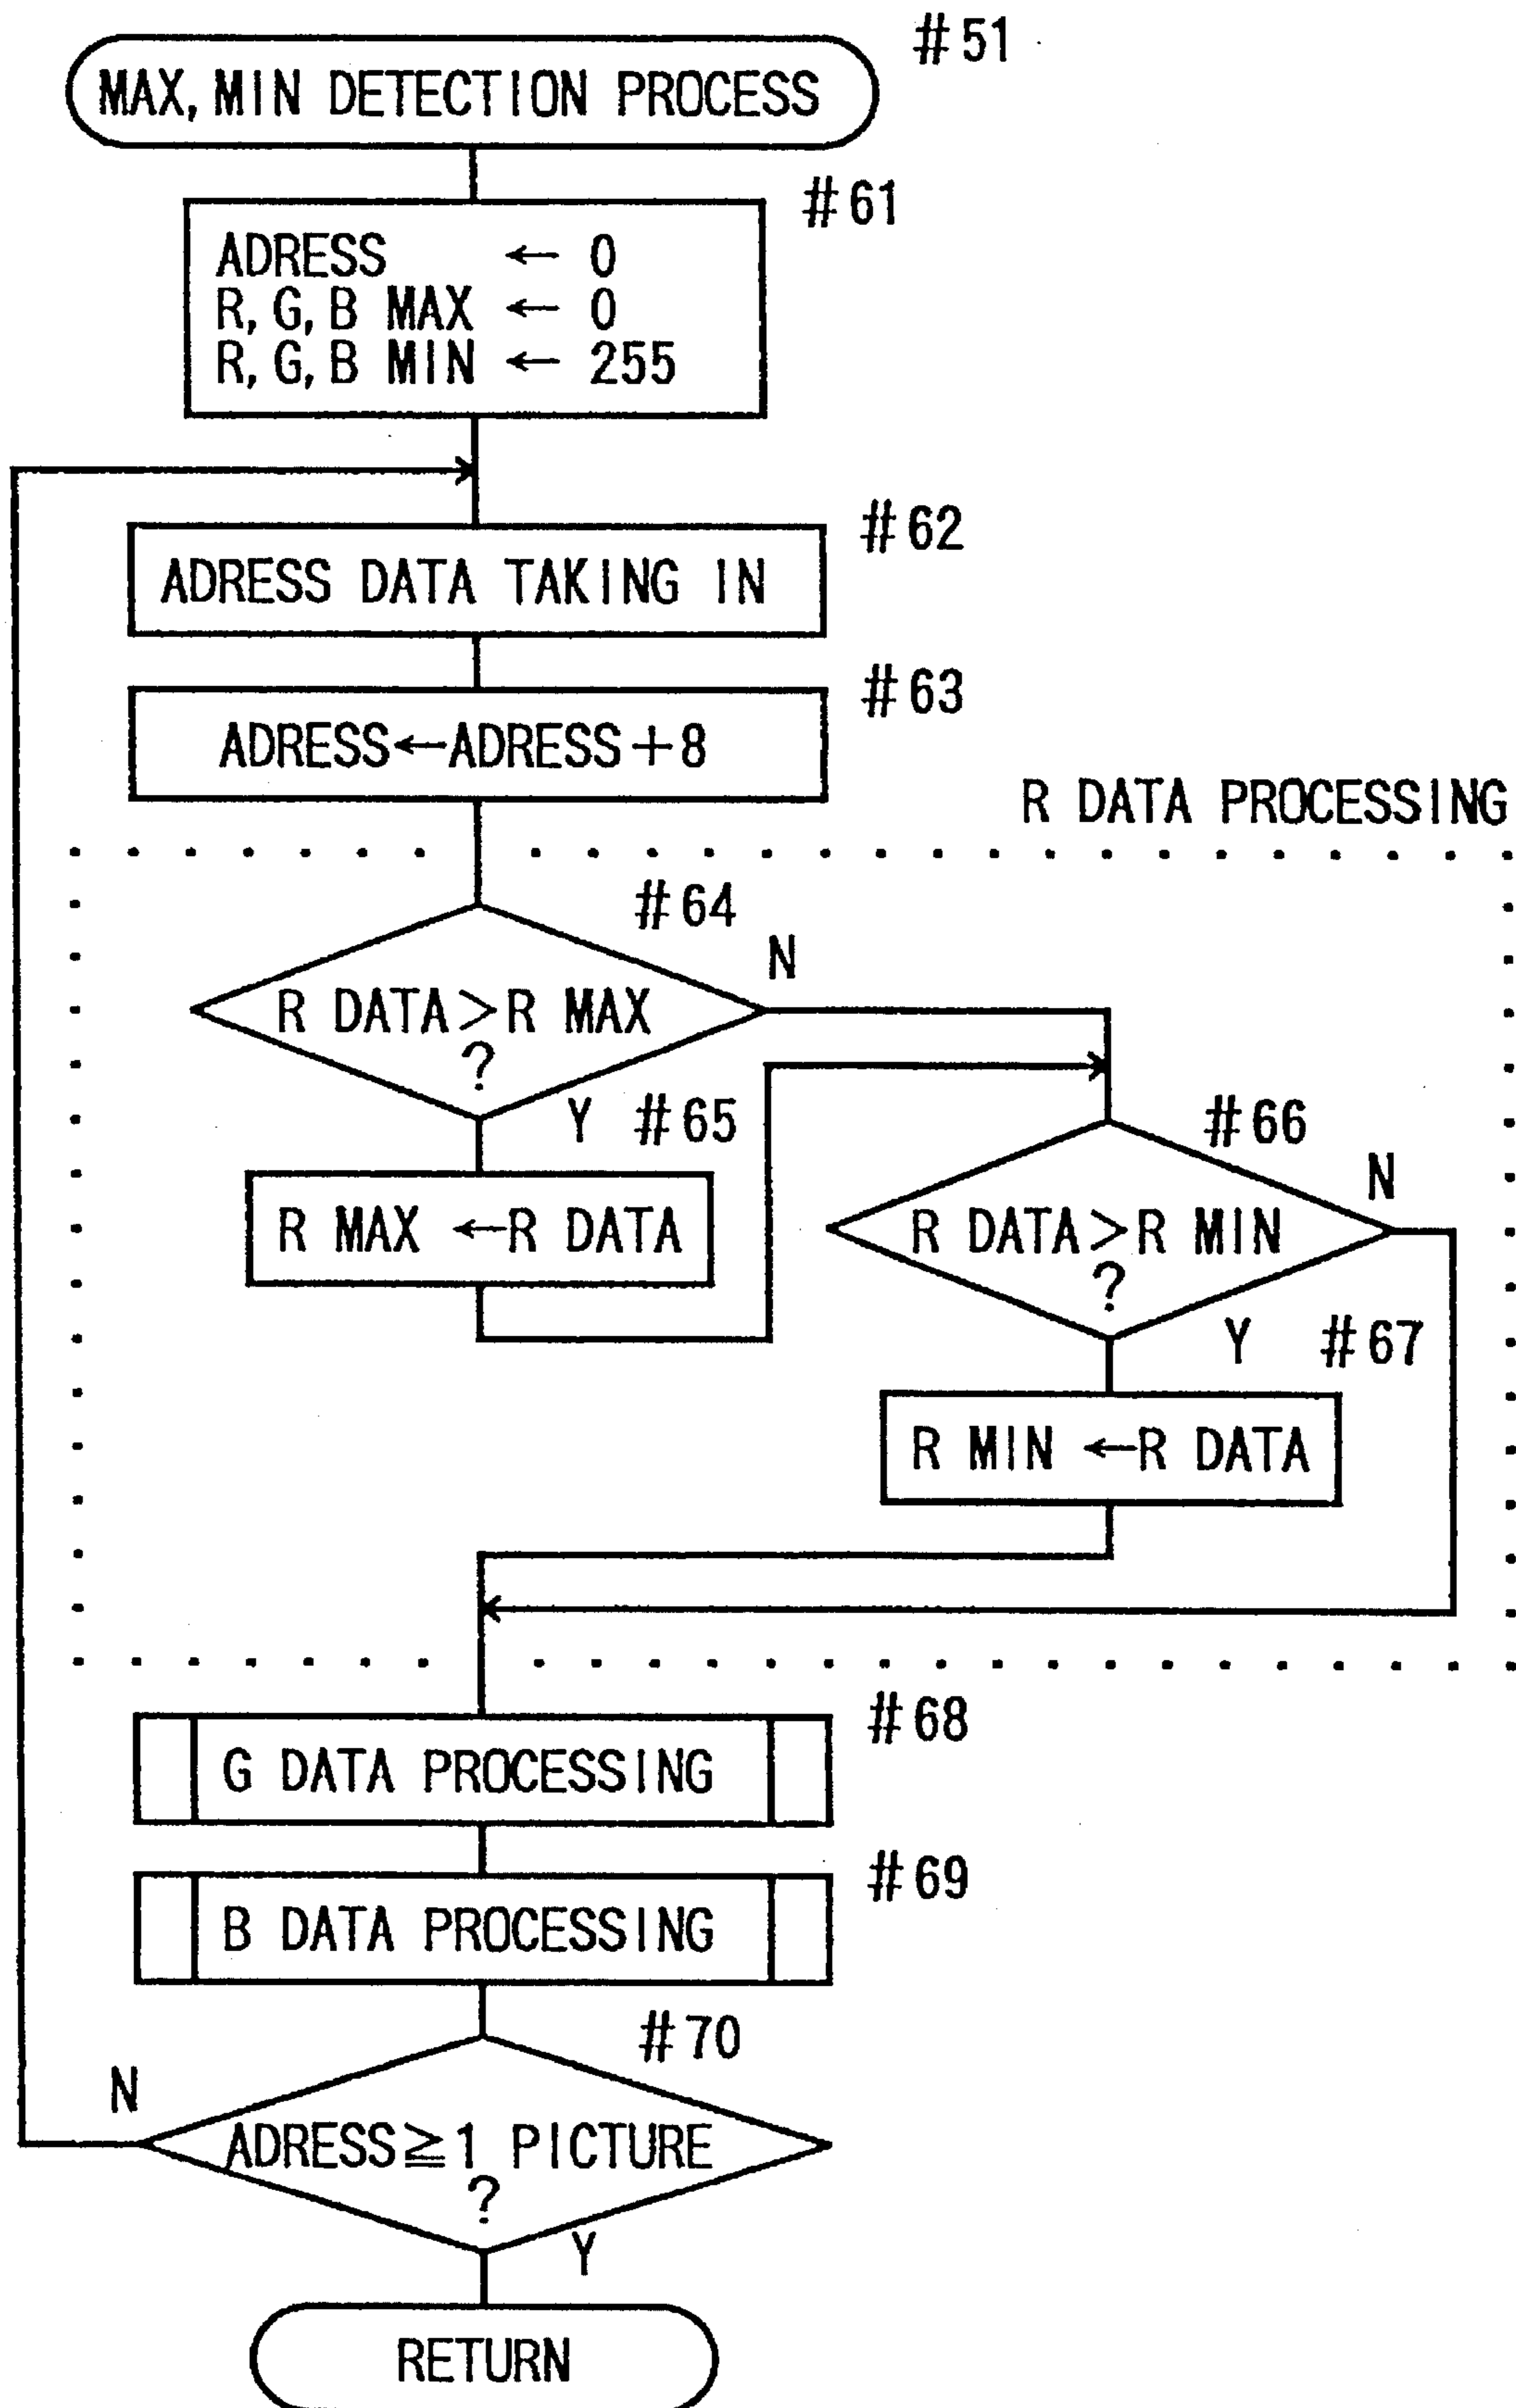 #51
MAX, MIN DETECTION PROCESS
#61
ADRESS ← 0
R, G, B MAX ← 0
R, G, B MIN ← 255
#62
ADRESS DATA TAKING IN
#63
ADRESS←ADRESS+8
R DATA PROCESSING
#64
N
R DATA>R MAX
?
Y #65
R MAX ←R DATA
#66
N
R DATA>R MIN
?
Y #67
R MIN ←R DATA
#68
G DATA PROCESSING
#69
B DATA PROCESSING
#70
N
ADRESS≧1 PICTURE
?
Y
RETURN